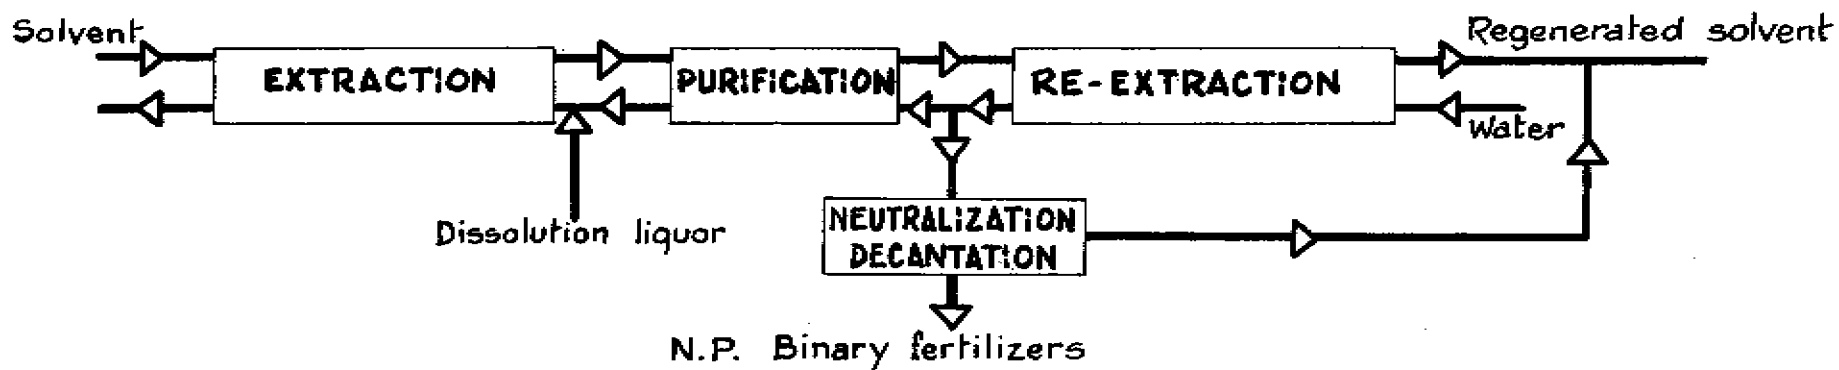 Solvent
Regenerated solvent
EXTRACTION
PURIFICATION
RE-EXTRACTION
Water
Dissolution liquor
NEUTRALIZATION
DECANTATION
N.P. Binary fertilizers